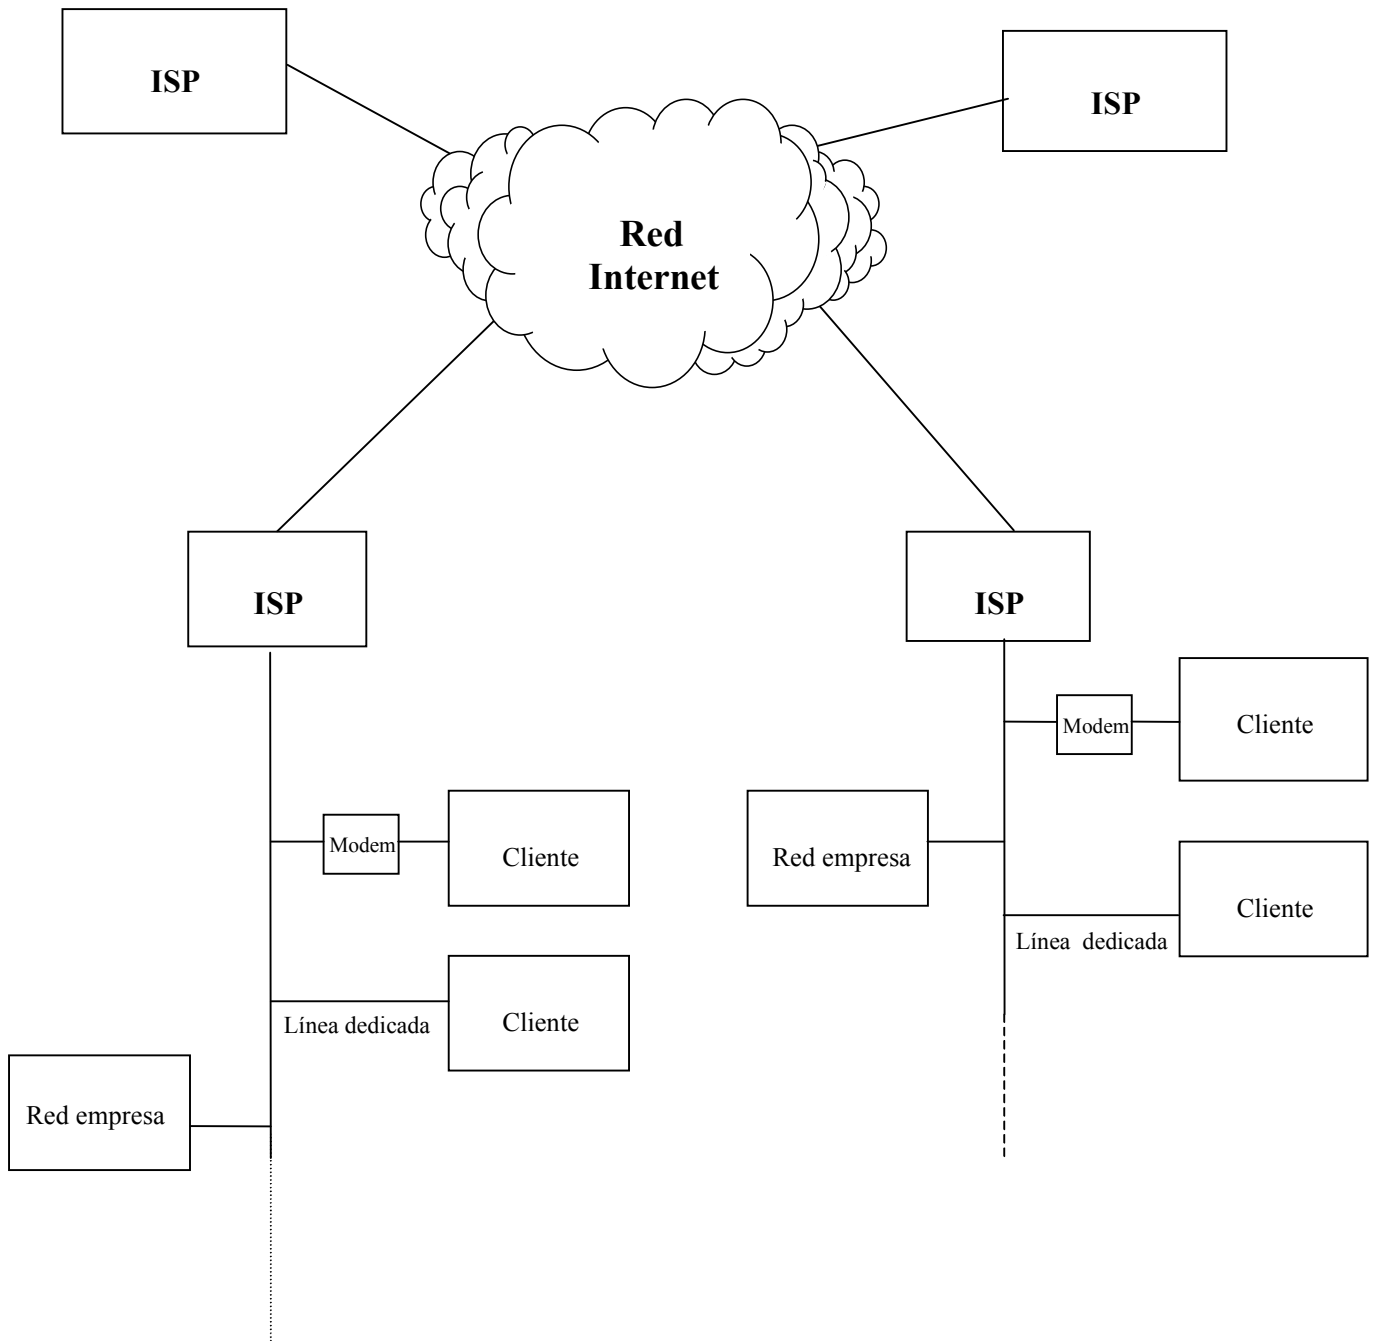 ISP
ISP
Red
Internet
ISP
ISP
Modem
Cliente
Modem
Cliente
Red empresa
Cliente
Línea dedicada
Cliente
Línea dedicada
Red empresa